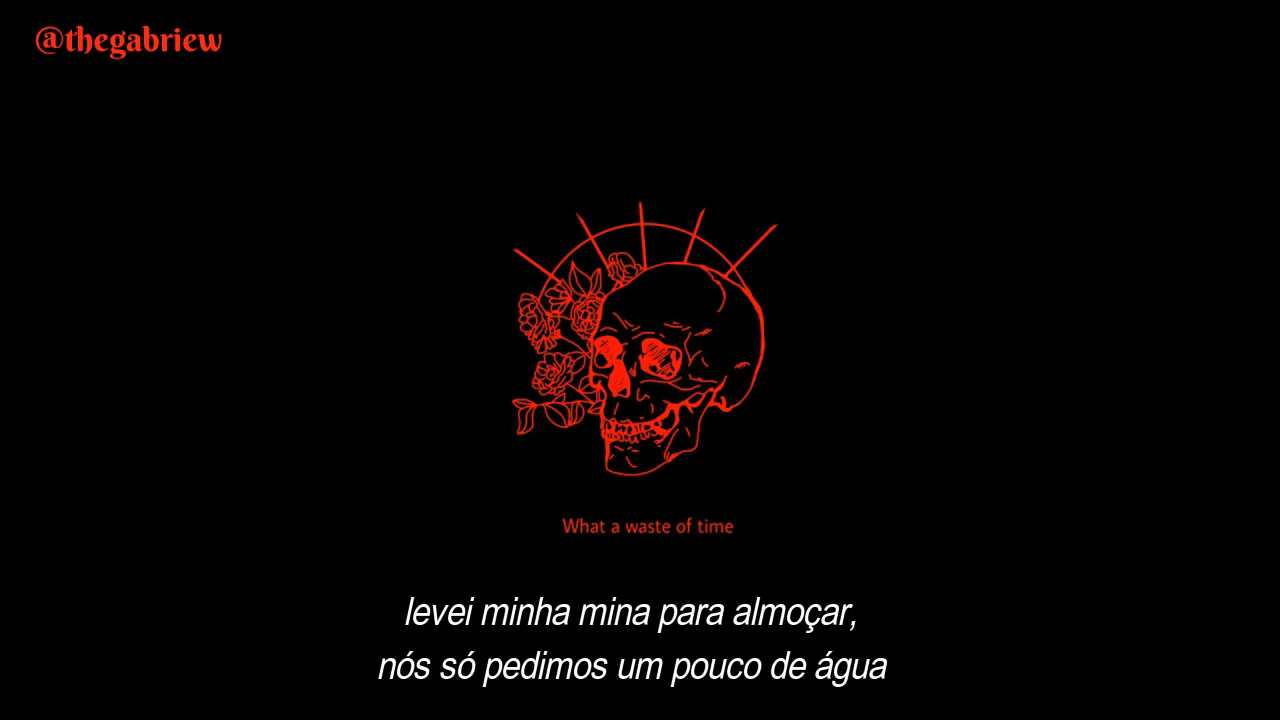 @thegabriew
What a waste of time
levei minha mina para almoçar,
nós só pedimos um pouco de água